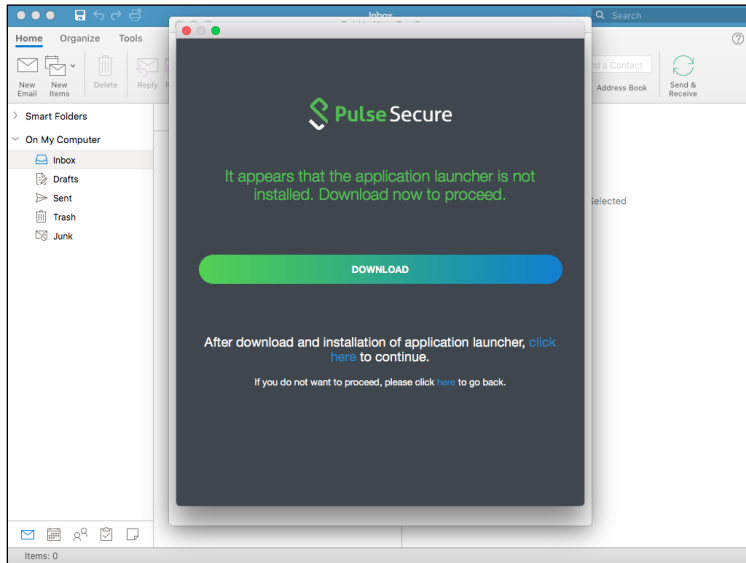 Inbox
Search
Home Organize Tools
New Email
New Items
Delete
Reply
d a Contact
Address Book
Send & Receive
Smart Folders
On My Computer
Inbox
Drafts
Sent
Trash
Junk
Selected
Pulse Secure
It appears that the application launcher is not
installed. Download now to proceed.
DOWNLOAD
After download and installation of application launcher, click
here to continue.
If you do not want to proceed, please click here to go back.
Items: 0